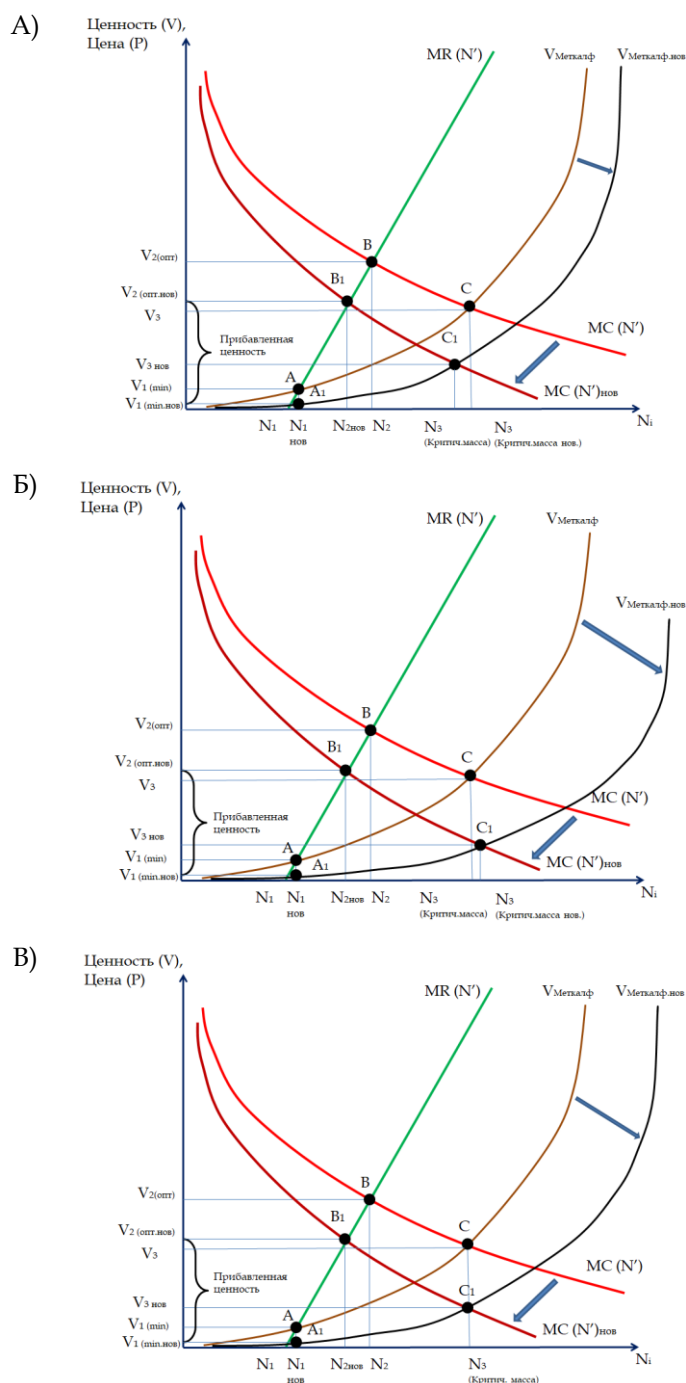 А)
Ценность (V),
Цена (P)
MR (N′)
VМеткалф
VМеткалф.нов
B
V2(опт)
B1
V2 (опт.нов)
C
V3
C1
MC (N′)
Прибавленная
ценность
V3 нов
A
V1 (min)
A1
MC (N′)нов
V1 (min.нов)
N1 N1 N2нов N2 N3 N3 Ni
нов (Критич.масса) (Критич.масса нов.)
Б)
Ценность (V),
Цена (P)
MR (N′)
VМеткалф
VМеткалф.нов
B
V2(опт)
B1
V2 (опт.нов)
C
V3
MC (N′)
Прибавленная
ценность
V3 нов
C1
A
V1 (min)
A1
MC (N′)нов
V1 (min.нов)
N1 N1 N2нов N2 N3 N3 Ni
нов (Критич.масса) (Критич.масса нов.)
В)
Ценность (V),
Цена (P)
MR (N′)
VМеткалф
VМеткалф.нов
B
V2(опт)
B1
V2 (опт.нов)
C
V3
MC (N′)
Прибавленная
ценность
C1
V3 нов
A
V1 (min)
A1
MC (N′)нов
V1 (min.нов)
N1 N1 N2нов N2 N3 Ni
нов (Критич. масса)